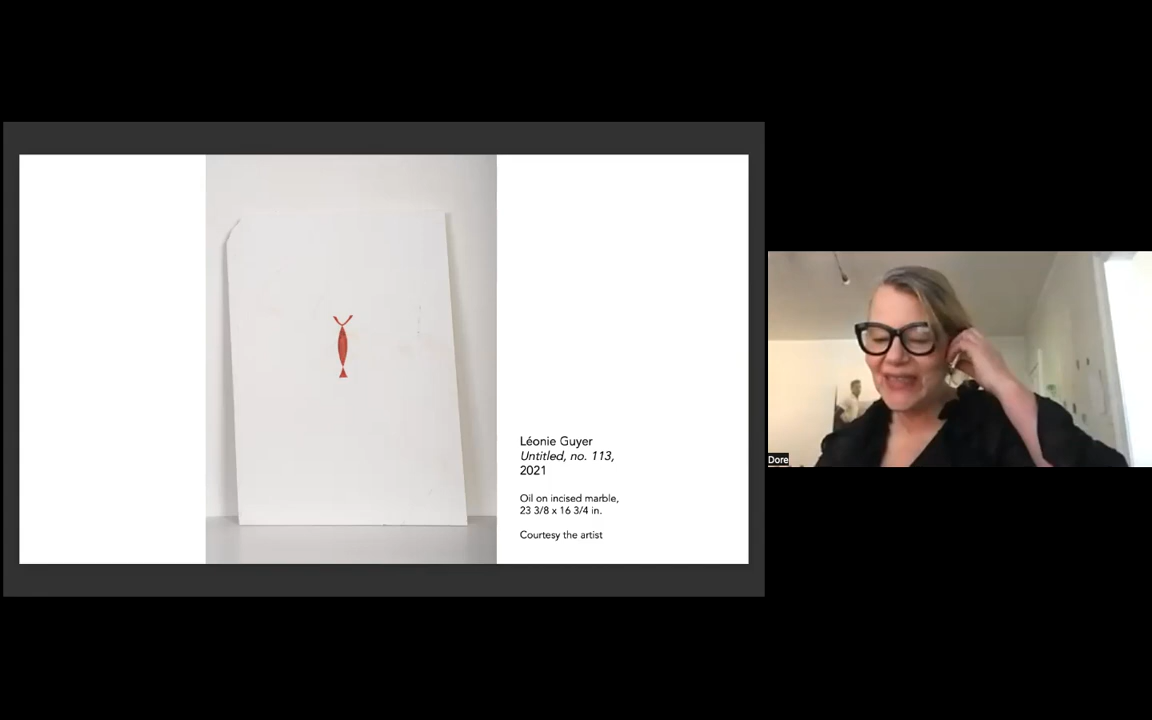 Léonie Guyer
Untitled, no. 113,
2021
Oil on incised marble,
23 3/8 x 16 3/4 in.
Courtesy the artist
Dore